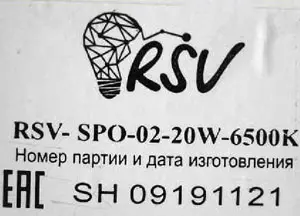 RSV
RSV- SPO-02-20W-6500K
Номер партии и дата изготовления
EAC SH 09191121